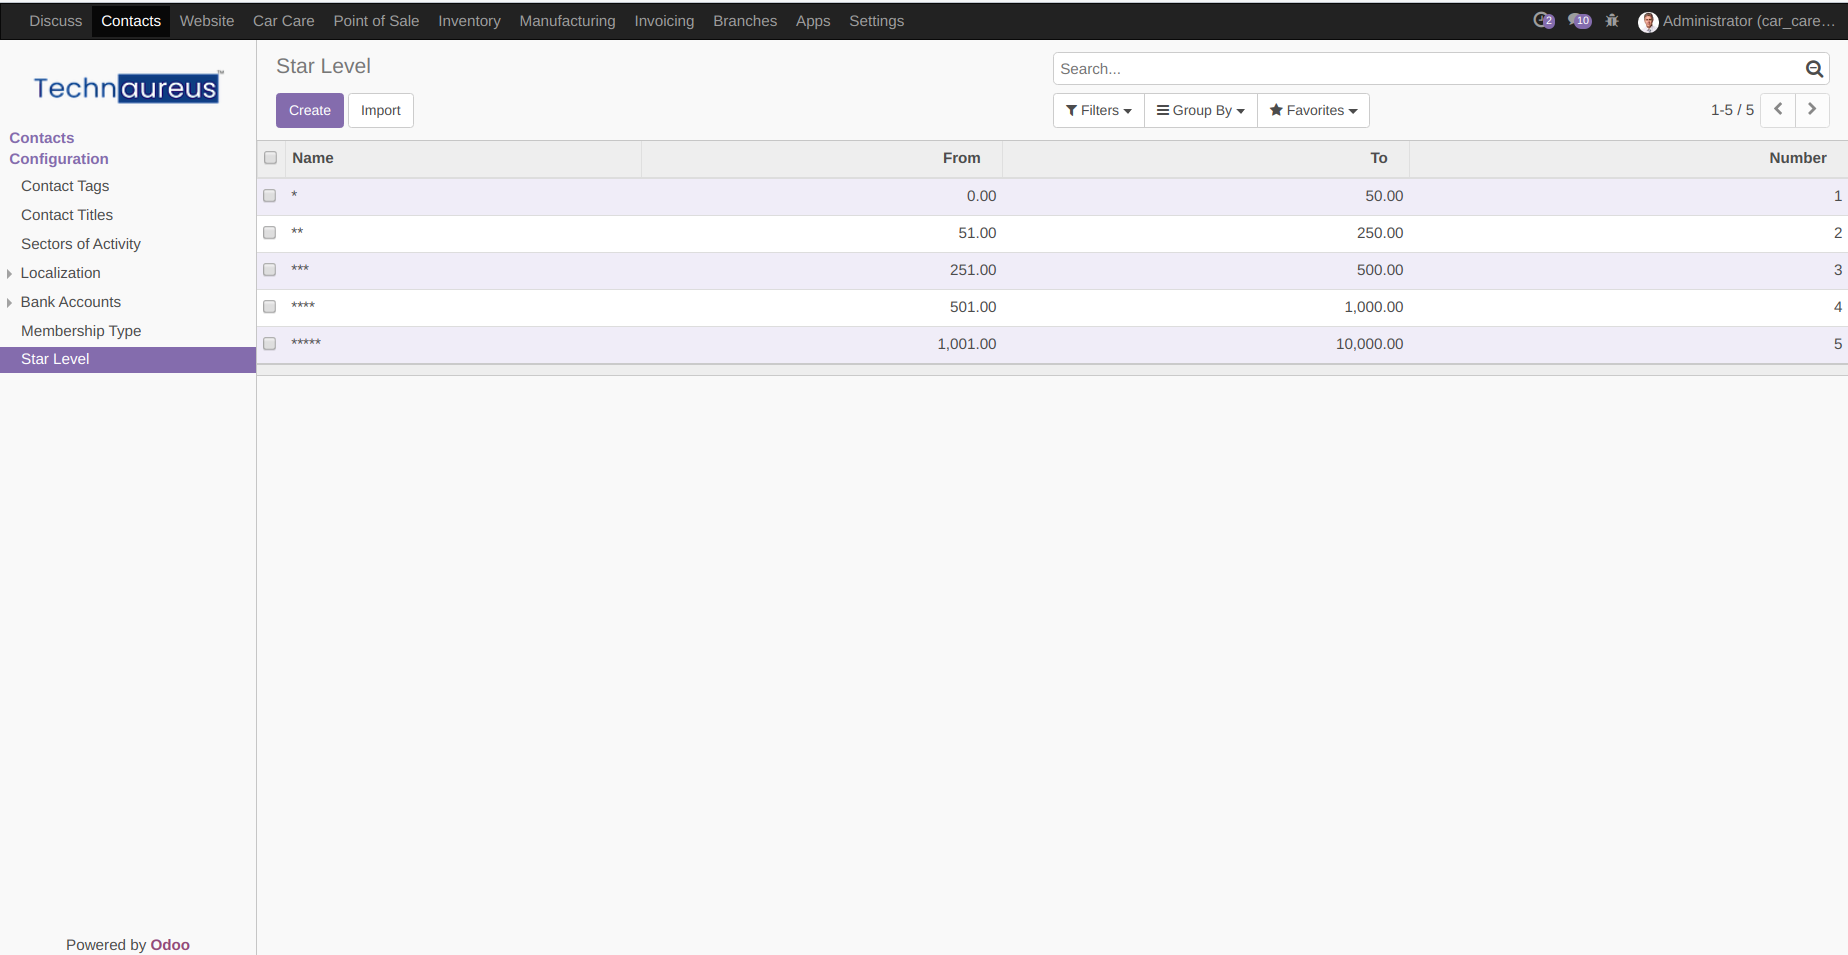 Discuss Contacts Website Car Care Point of Sale Inventory Manufacturing Invoicing Branches Apps Settings 2 10 Administrator (car_care...
Technaureus™
Contacts
Configuration
Contact Tags
Contact Titles
Sectors of Activity
Localization
Bank Accounts
Membership Type
Star Level
Powered by Odoo
Star Level
Search...
Create Import
Filters Group By Favorites 1-5 / 5
Name From To Number
* 0.00 50.00 1
** 51.00 250.00 2
*** 251.00 500.00 3
**** 501.00 1,000.00 4
***** 1,001.00 10,000.00 5